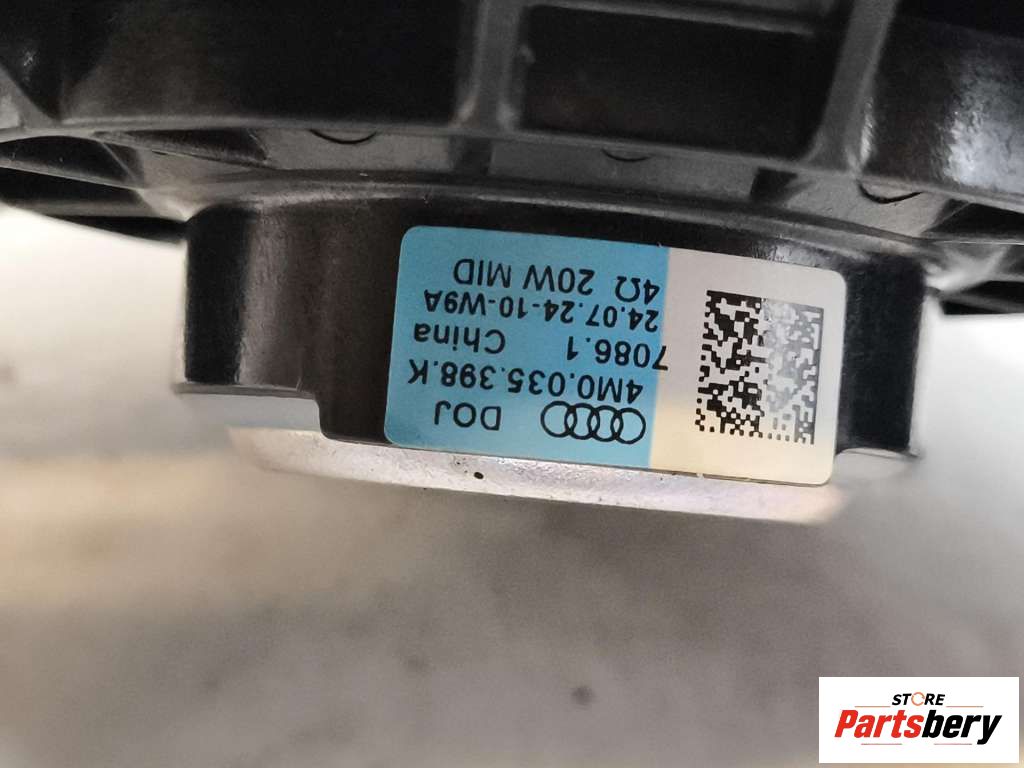 DOJ
4M0.035.398.K
7086.1 China
24.07.24-10-W9A
4Ω 20W MID
STORE
Partsbery